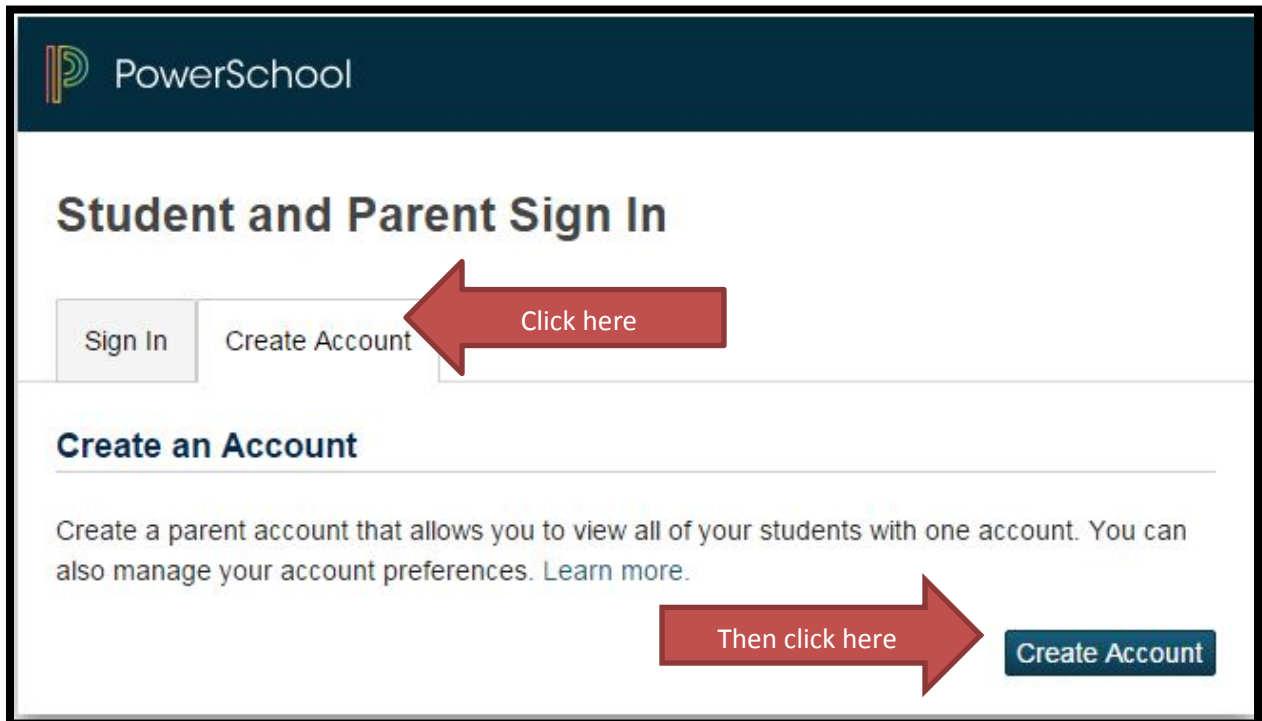 PowerSchool
Student and Parent Sign In
Sign In
Create Account
Click here
Create an Account
Create a parent account that allows you to view all of your students with one account. You can
also manage your account preferences. Learn more.
Then click here
Create Account